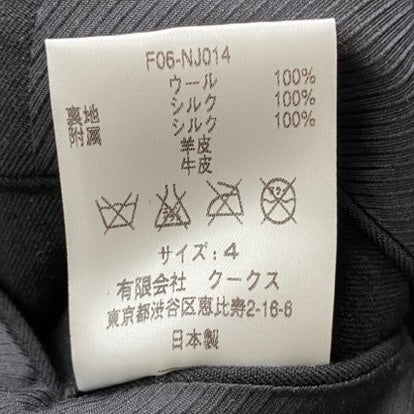 F06-NJ014
ウール 100%
裏地 シルク 100%
附属 シルク 100%
羊皮
牛皮
サイズ:4
有限会社 クークス
東京都渋谷区恵比寿2-16-6
日本製